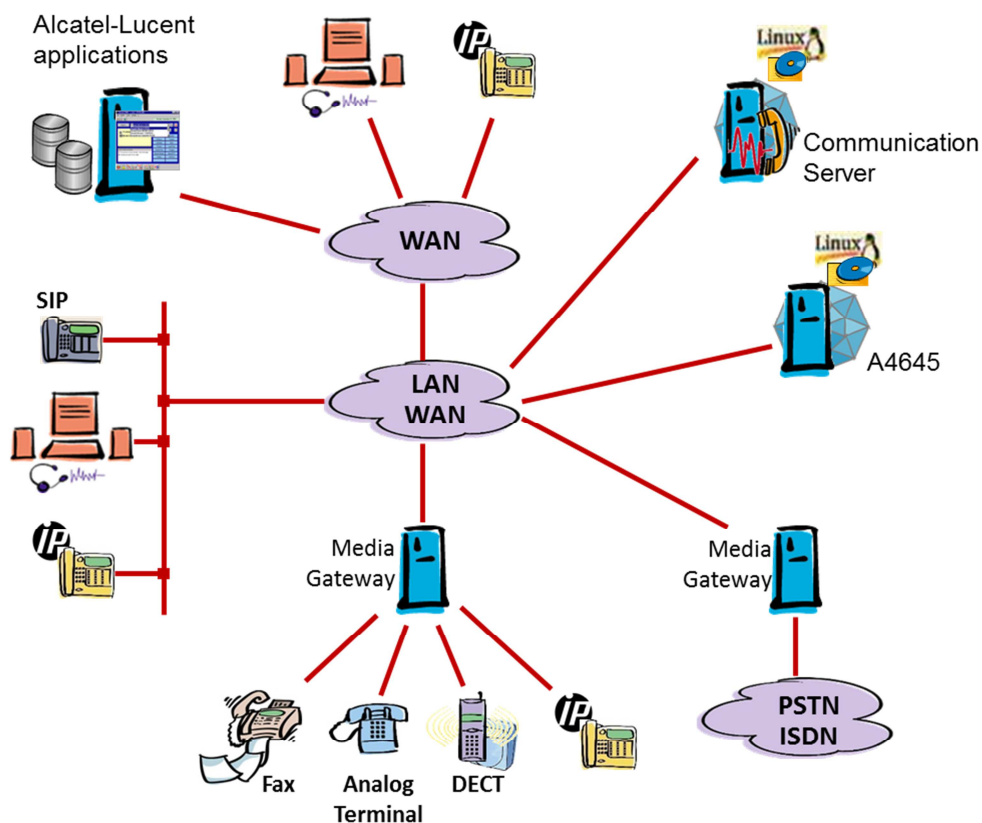 Alcatel-Lucent
applications
IP
Linux
Communication
Server
WAN
Linux
A4645
SIP
LAN
WAN
IP
Media
Gateway
Media
Gateway
IP
Fax
Analog
Terminal
DECT
PSTN
ISDN